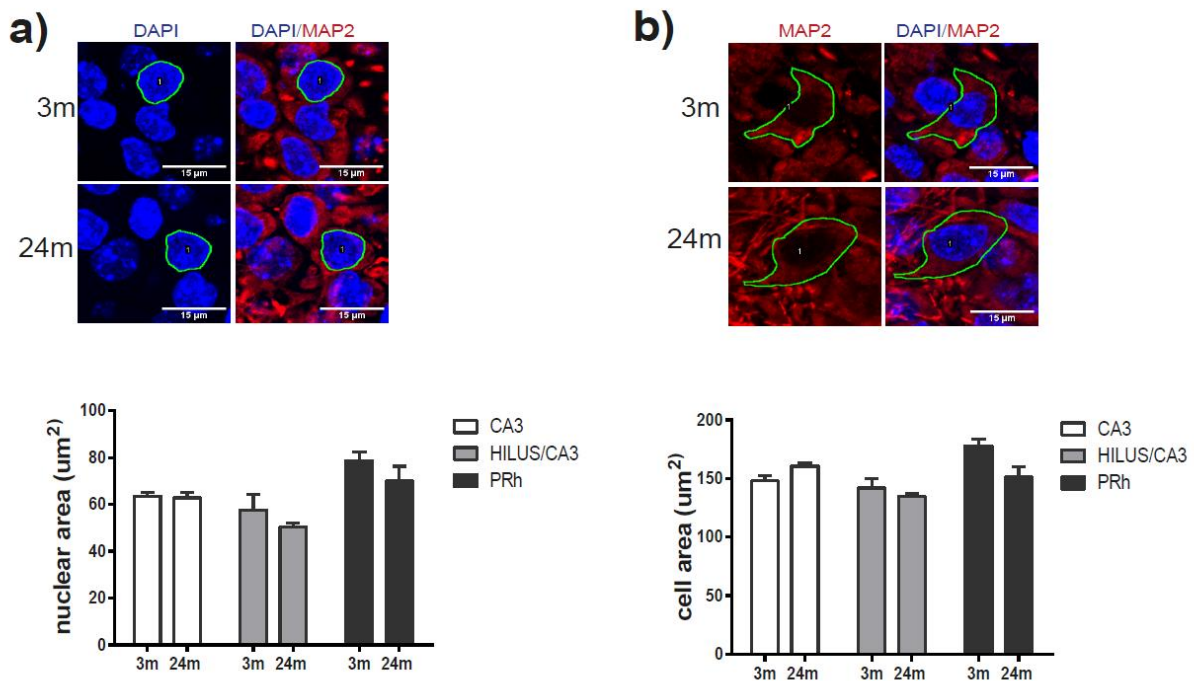 a)
DAPI
DAPI/MAP2
3m
1
1
15 µm
15 µm
24m
1
1
15 µm
15 µm
b)
MAP2
DAPI/MAP2
3m
1
1
15 µm
24m
1
1
15 µm
nuclear area (um²)
100
80
60
40
20
0
3m 24m 3m 24m 3m 24m
CA3
HILUS/CA3
PRh
cell area (um²)
200
150
100
50
0
3m 24m 3m 24m 3m 24m
CA3
HILUS/CA3
PRh